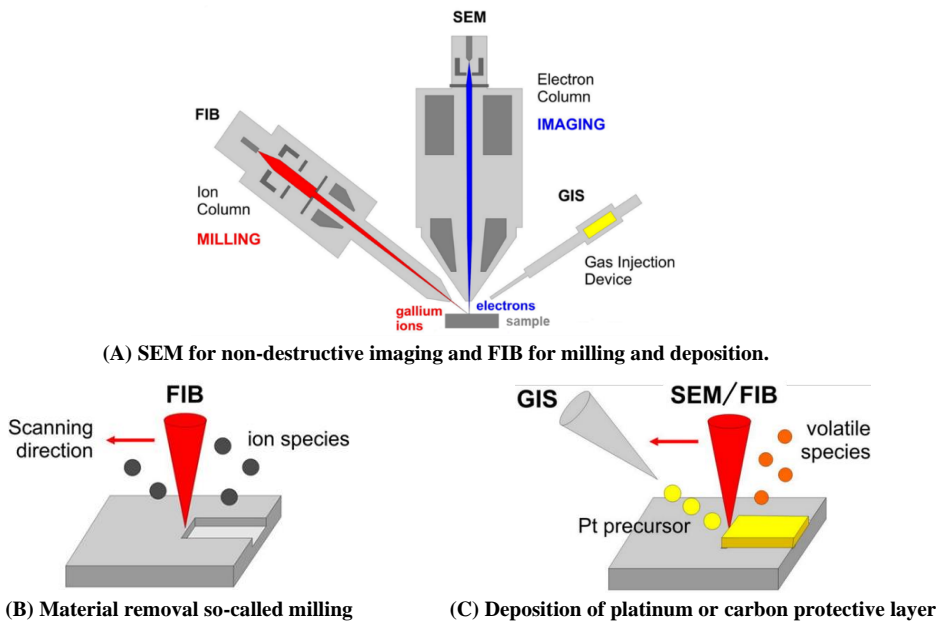 SEM
Electron
Column
IMAGING
FIB
Ion
Column
MILLING
GIS
Gas Injection
Device
gallium
ions
electrons
sample
(A) SEM for non-destructive imaging and FIB for milling and deposition.
FIB
Scanning
direction
ion species
GIS
SEM/FIB
volatile
species
Pt precursor
(B) Material removal so-called milling
(C) Deposition of platinum or carbon protective layer